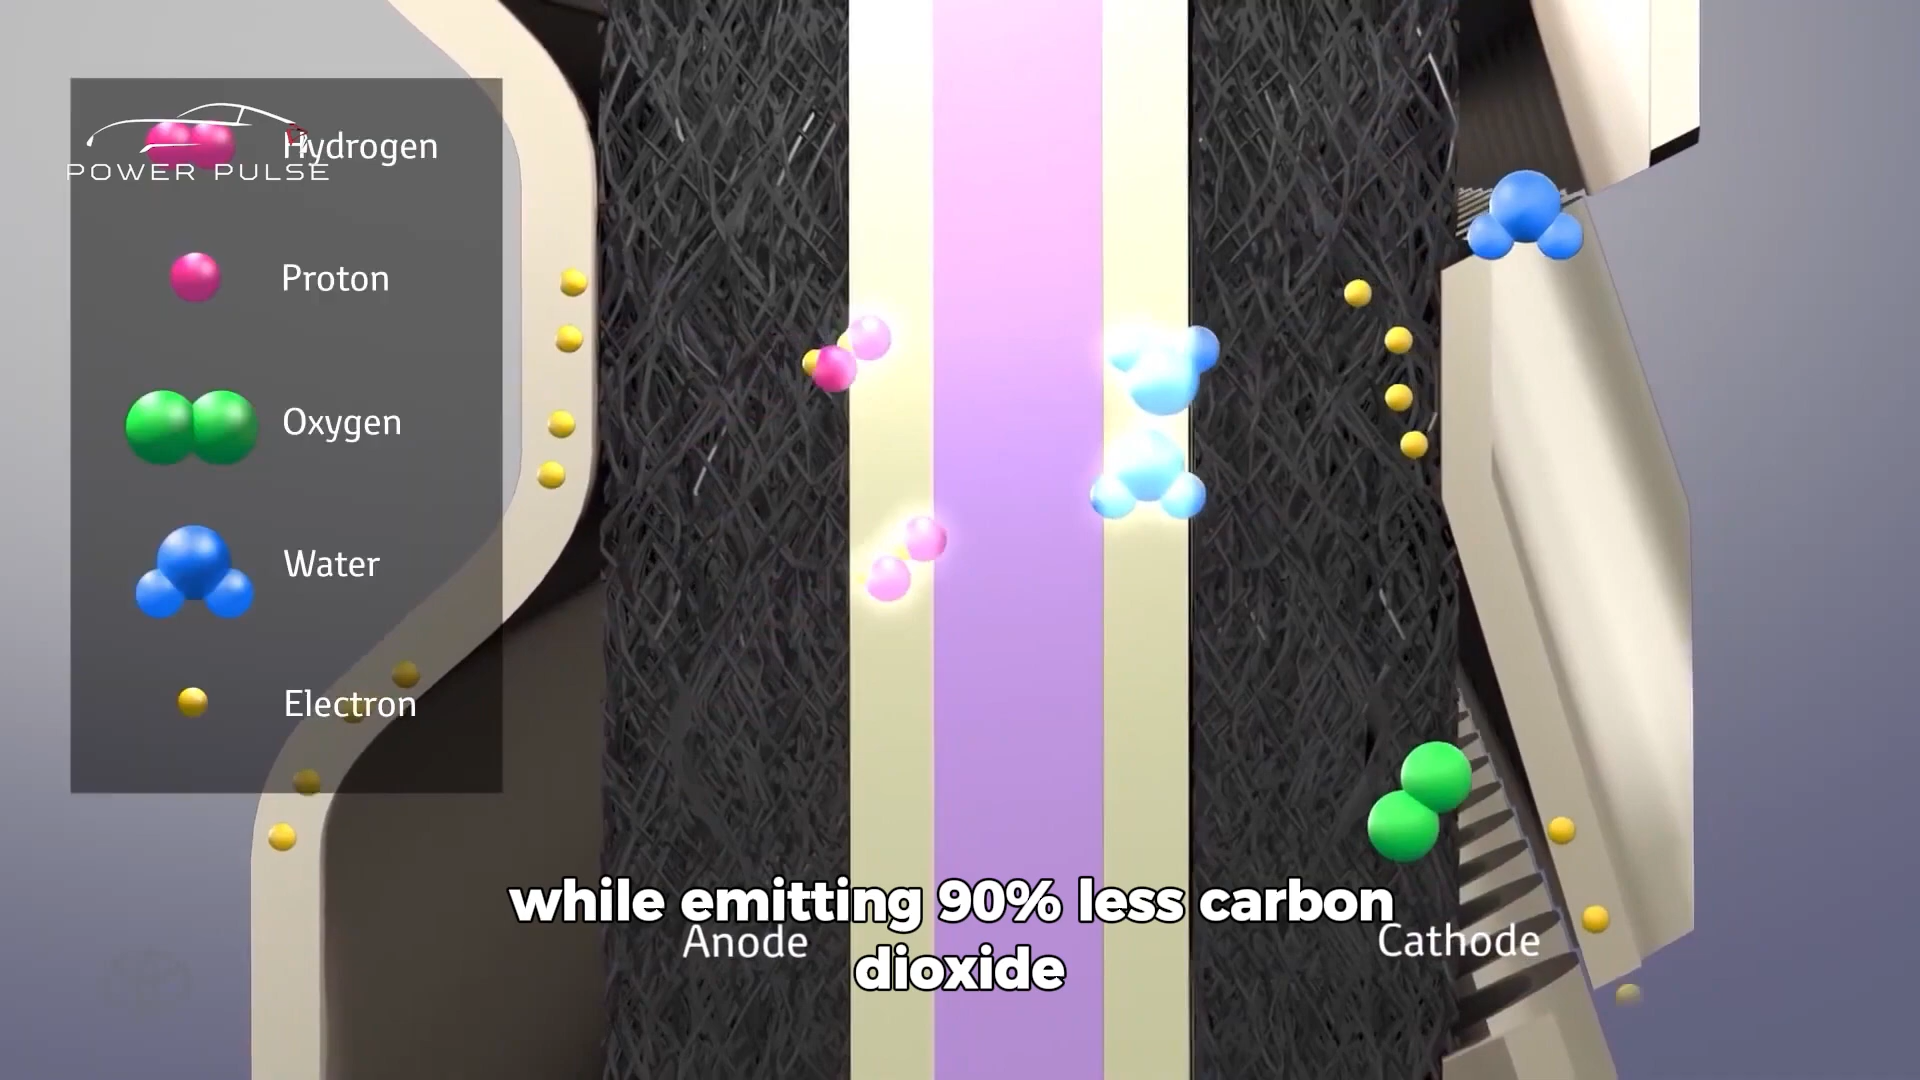 Hydrogen
POWER PULSE
Proton
Oxygen
Water
Electron
while emitting 90% less carbon
dioxide
Anode
Cathode